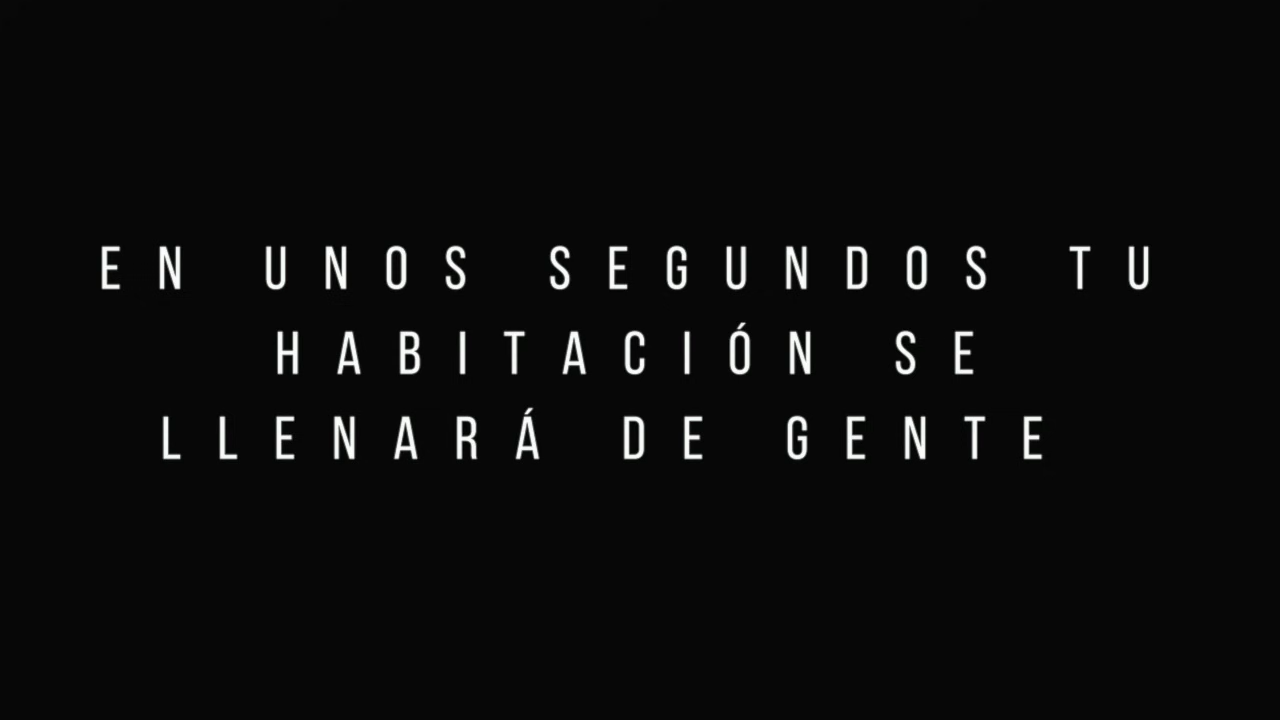 EN UNOS SEGUNDOS TU
HABITACIÓN SE
LLENARÁ DE GENTE